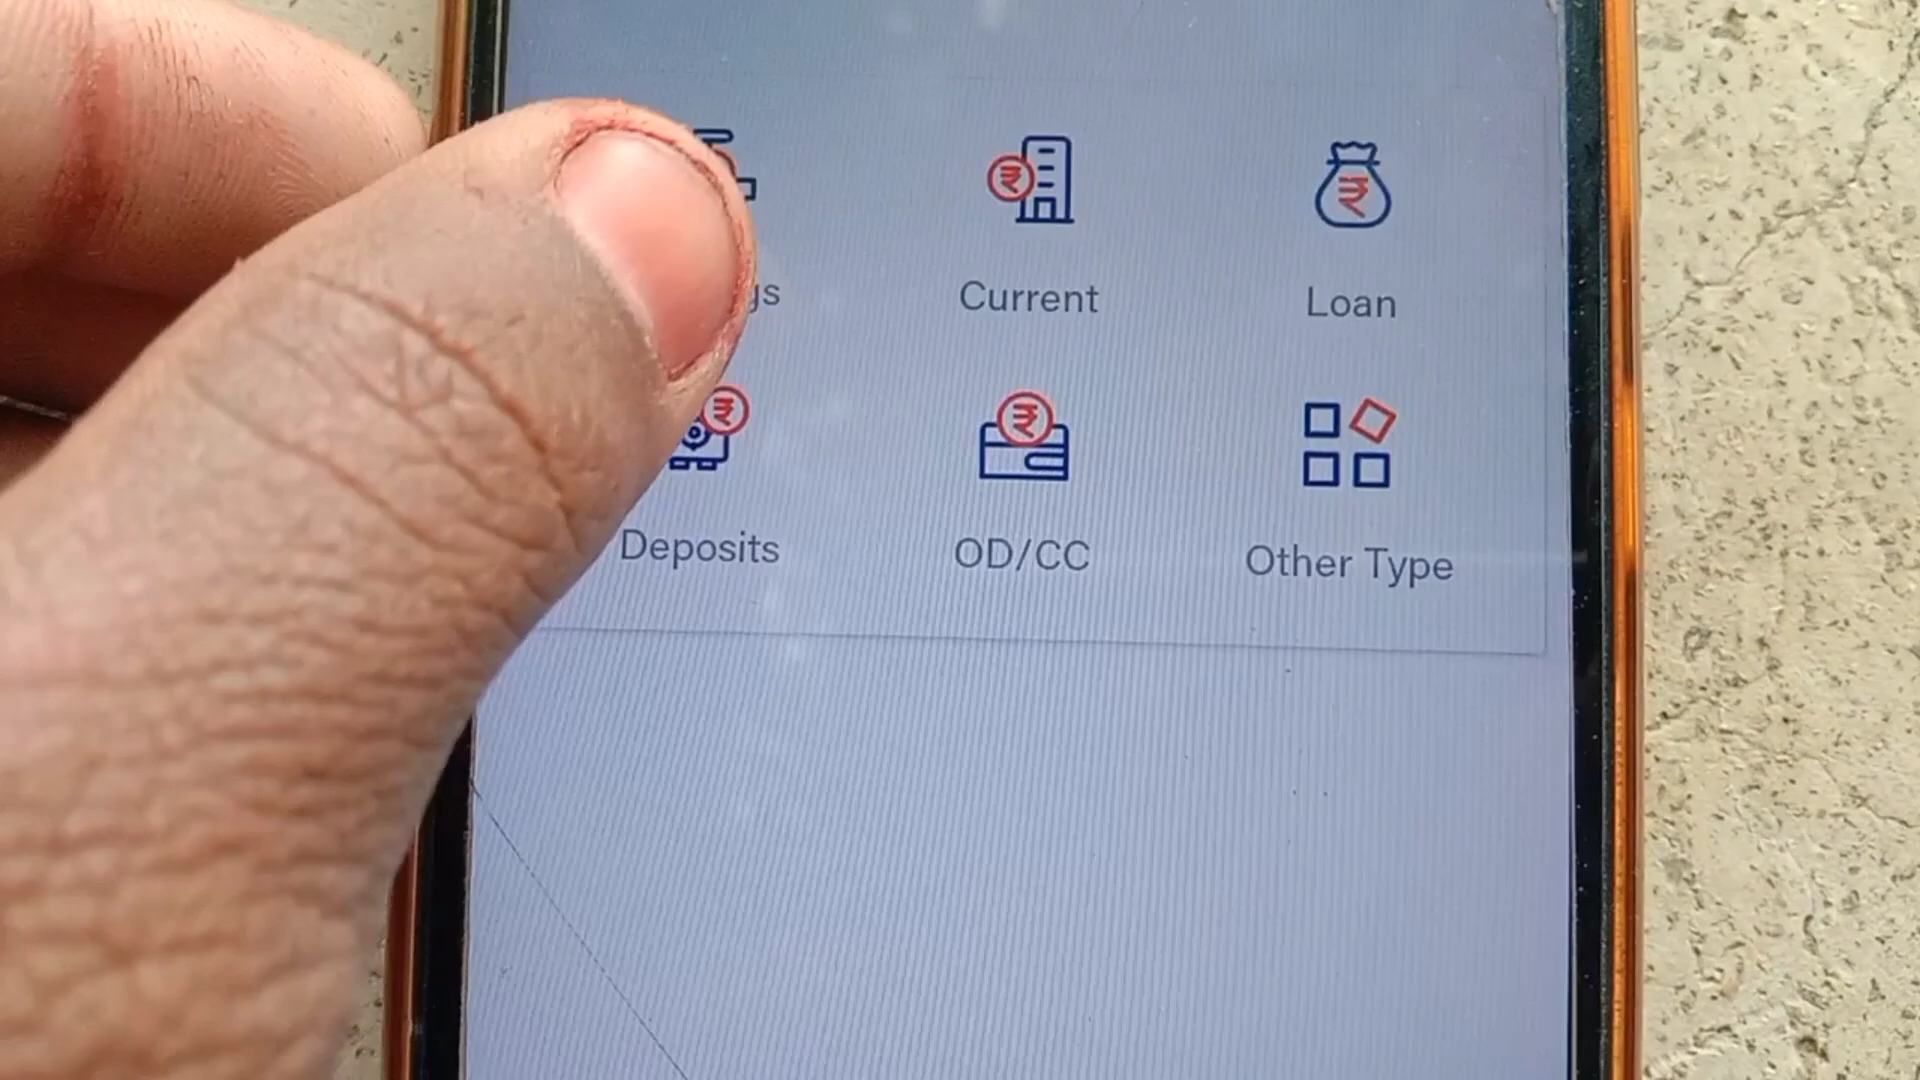 Current
Loan
Deposits
OD/CC
Other Type